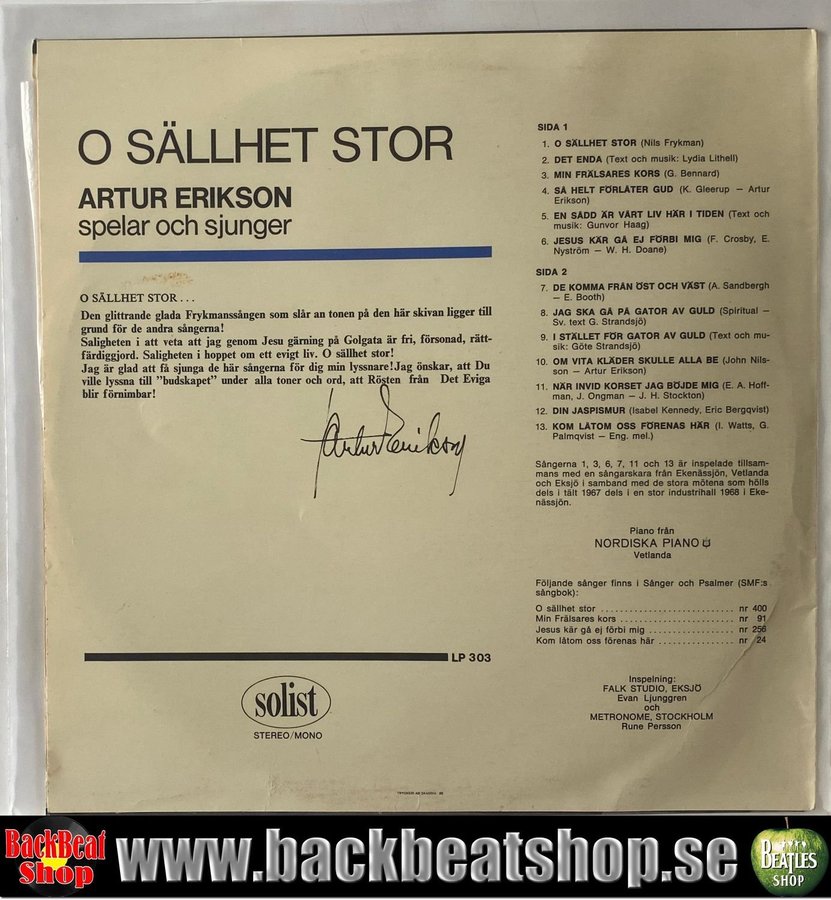 O SÄLLHET STOR
ARTUR ERIKSON
spelar och sjunger
O SÄLLHET STOR . . .
Den glittrande glada Frykmanssången som slår an tonen på den här skivan ligger till
grund för de andra sångerna!
Saligheten i att veta att jag genom Jesu gärning på Golgata är fri, försonad, rätt-
färdiggjord. Saligheten i hoppet om ett evigt liv. O sällhet stor!
Jag är glad att få sjunga de här sångerna för dig min lyssnare! Jag önskar, att Du
ville lyssna till "budskapet" under alla toner och ord, att Rösten från Det Eviga
blir förnimbar!
Artur Erikson
LP 303
solist
STEREO/MONO
SIDA 1
1. O SÄLLHET STOR (Nils Frykman)
2. DET ENDA (Text och musik: Lydia Lithell)
3. MIN FRÄLSARES KORS (G. Bennard)
4. SÅ HELT FÖRLÅTER GUD (K. Gleerup — Artur
Erikson)
5. EN SÅDD ÄR VÅRT LIV HÄR I TIDEN (Text och
musik: Gunvor Haag)
6. JESUS KÄR GÅ EJ FÖRBI MIG (F. Crosby, E.
Nyström — W. H. Doane)
SIDA 2
7. DE KOMMA FRÅN ÖST OCH VÄST (A. Sandbergh
— E. Booth)
8. JAG SKA GÅ PÅ GATOR AV GULD (Spiritual —
Sv. text G. Strandsjö)
9. I STÄLLET FÖR GATOR AV GULD (Text och mu-
sik: Göte Strandsjö)
10. OM VITA KLÄDER SKULLE ALLA BE (John Nils-
son — Artur Erikson)
11. NÄR INVID KORSET JAG BÖJDE MIG (E. A. Hoff-
man, J. Ongman — J. H. Stockton)
12. DIN JASPISMUR (Isabel Kennedy, Eric Bergqvist)
13. KOM LÅTOM OSS FÖRENAS HÄR (I. Watts, G.
Palmqvist — Eng. mel.)
Sångerna 1, 3, 6, 7, 11 och 13 är inspelade tillsam-
mans med en sångarskara från Ekenässjön, Vetlanda
och Eksjö i samband med de stora mötena som hölls
dels i tält 1967 dels i en stor industrihall 1968 i Eke-
nässjön.
Piano från
NORDISKA PIANO
Vetlanda
Följande sånger finns i Sånger och Psalmer (SMF:s
sångbok):
O sällhet stor . . . . . . . . . . . . . . . . . . . . . . . . . . nr 400
Min Frälsares kors . . . . . . . . . . . . . . . . . . . . . . nr 91
Jesus kär gå ej förbi mig . . . . . . . . . . . . . . . . nr 256
Kom låtom oss förenas här . . . . . . . . . . . . . . nr 24
Inspelning:
FALK STUDIO, EKSJÖ
Evan Ljunggren
och
METRONOME, STOCKHOLM
Rune Persson
BackBeat
Shop
www.backbeatshop.se
BEATLES
SHOP